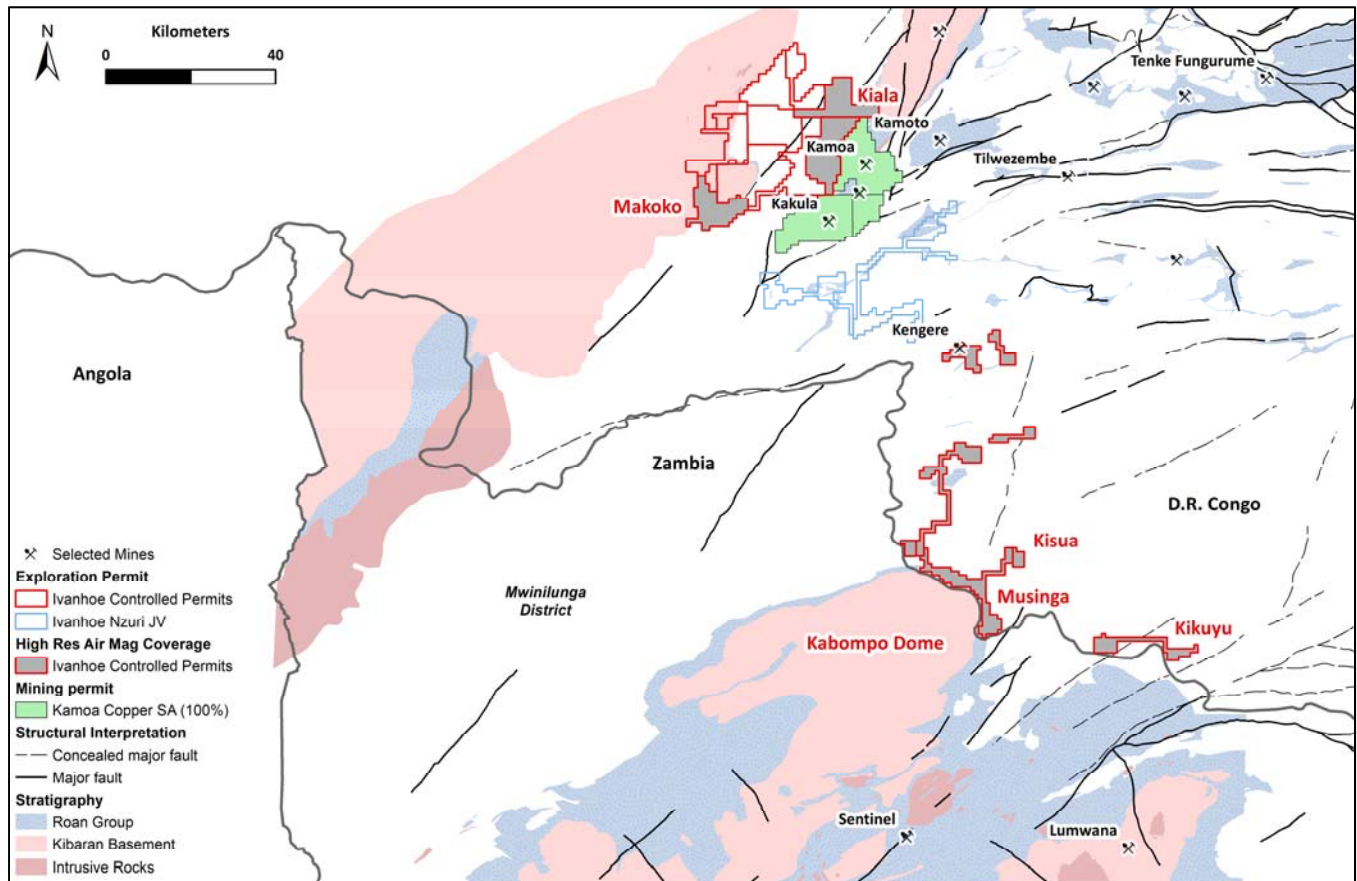 N
Kilometers
0 40
Tenke Fungurume
Kiala
Kamoto
Kamoa
Tilwezembe
Makoko
Kakula
Kengere
Angola
Zambia
D.R. Congo
Kisua
Mwinilunga
District
Musinga
Kabompo Dome
Kikuyu
Sentinel
Lumwana
Selected Mines
Exploration Permit
Ivanhoe Controlled Permits
Ivanhoe Nzuri JV
High Res Air Mag Coverage
Ivanhoe Controlled Permits
Mining permit
Kamoa Copper SA (100%)
Structural Interpretation
Concealed major fault
Major fault
Stratigraphy
Roan Group
Kibaran Basement
Intrusive Rocks